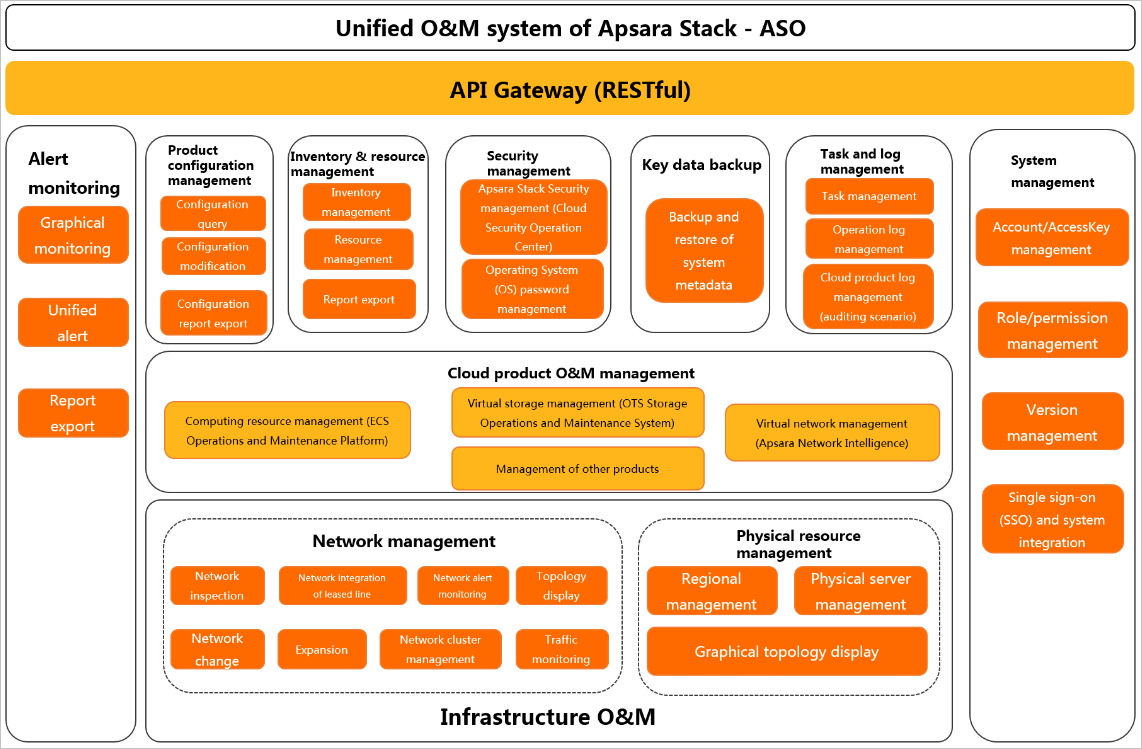 Unified O&M system of Apsara Stack - ASO
API Gateway (RESTful)
Alert
monitoring
Graphical
monitoring
Unified
alert
Report
export
Product
configuration
management
Configuration
query
Configuration
modification
Configuration
report export
Inventory & resource
management
Inventory
management
Resource
management
Report export
Security
management
Apsara Stack Security
management (Cloud
Security Operation
Center)
Operating System
(OS) password
management
Key data backup
Backup and
restore of
system
metadata
Task and log
management
Task management
Operation log
management
Cloud product log
management
(auditing scenario)
System
management
Account/AccessKey
management
Role/permission
management
Version
management
Single sign-on
(SSO) and system
integration
Cloud product O&M management
Computing resource management (ECS
Operations and Maintenance Platform)
Virtual storage management (OTS Storage
Operations and Maintenance System)
Management of other products
Virtual network management
(Apsara Network Intelligence)
Network management
Network
inspection
Network integration
of leased line
Network alert
monitoring
Topology
display
Network
change
Expansion
Network cluster
management
Traffic
monitoring
Physical resource
management
Regional
management
Physical server
management
Graphical topology display
Infrastructure O&M